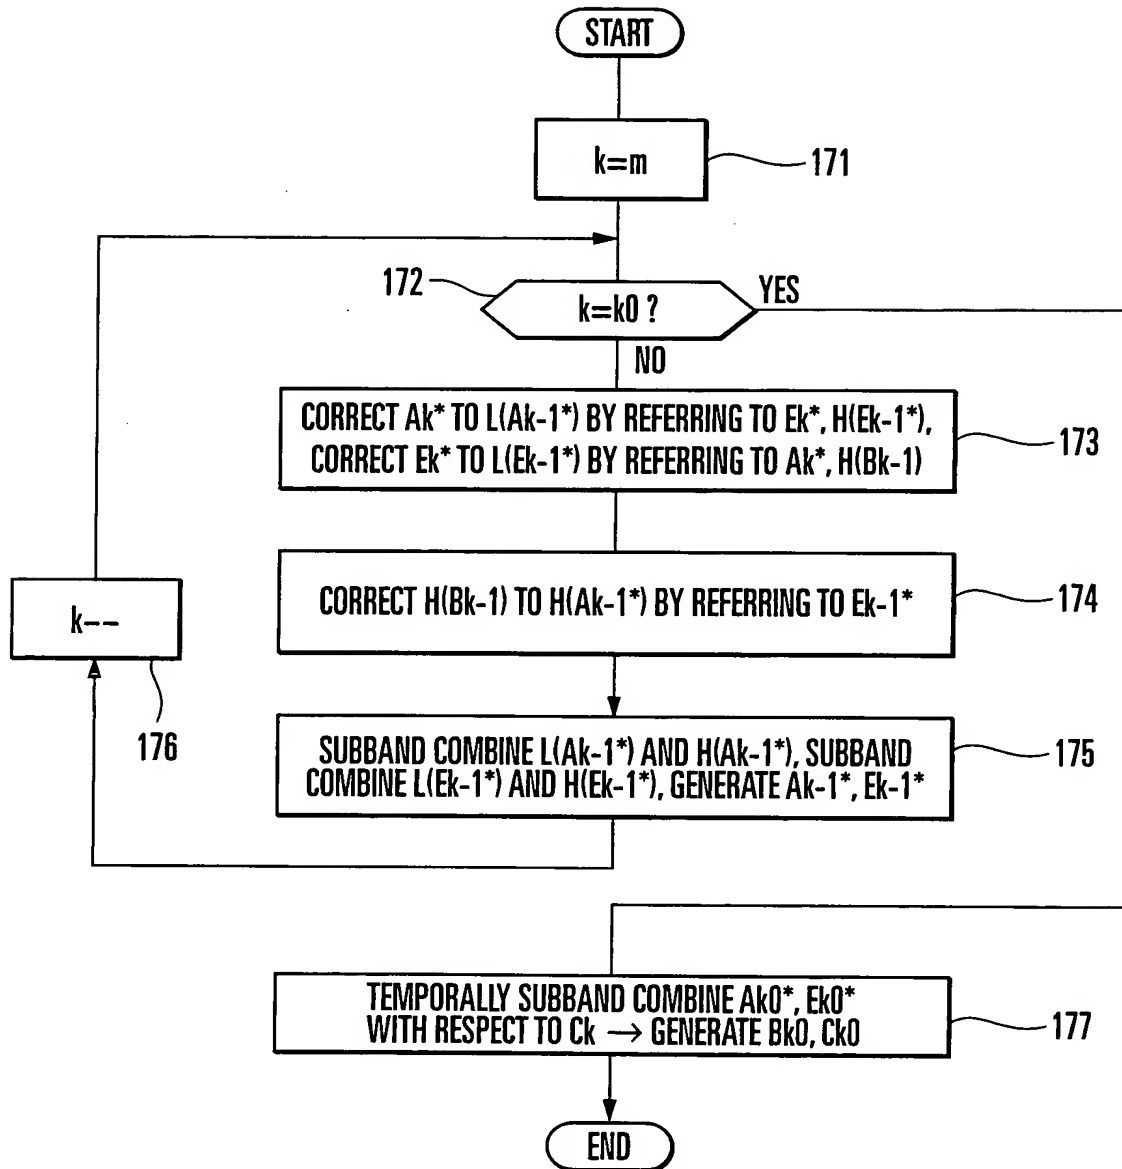 START
k=m
171
172
k=k0 ?
YES
NO
CORRECT Ak* TO L(Ak-1*) BY REFERRING TO Ek*, H(Ek-1*),
CORRECT Ek* TO L(Ek-1*) BY REFERRING TO Ak*, H(Bk-1)
173
CORRECT H(Bk-1) TO H(Ak-1*) BY REFERRING TO Ek-1*
174
k--
176
SUBBAND COMBINE L(Ak-1*) AND H(Ak-1*), SUBBAND
COMBINE L(Ek-1*) AND H(Ek-1*), GENERATE Ak-1*, Ek-1*
175
TEMPORALLY SUBBAND COMBINE Ak0*, Ek0*
WITH RESPECT TO Ck → GENERATE Bk0, Ck0
177
END